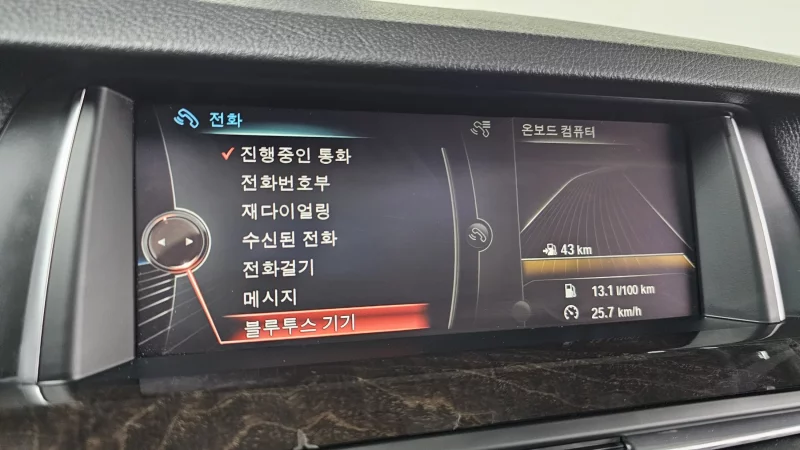 전화
진행중인 통화
전화번호부
재다이얼링
수신된 전화
전화걸기
메시지
블루투스 기기
온보드 컴퓨터
43 km
13.1 l/100 km
25.7 km/h